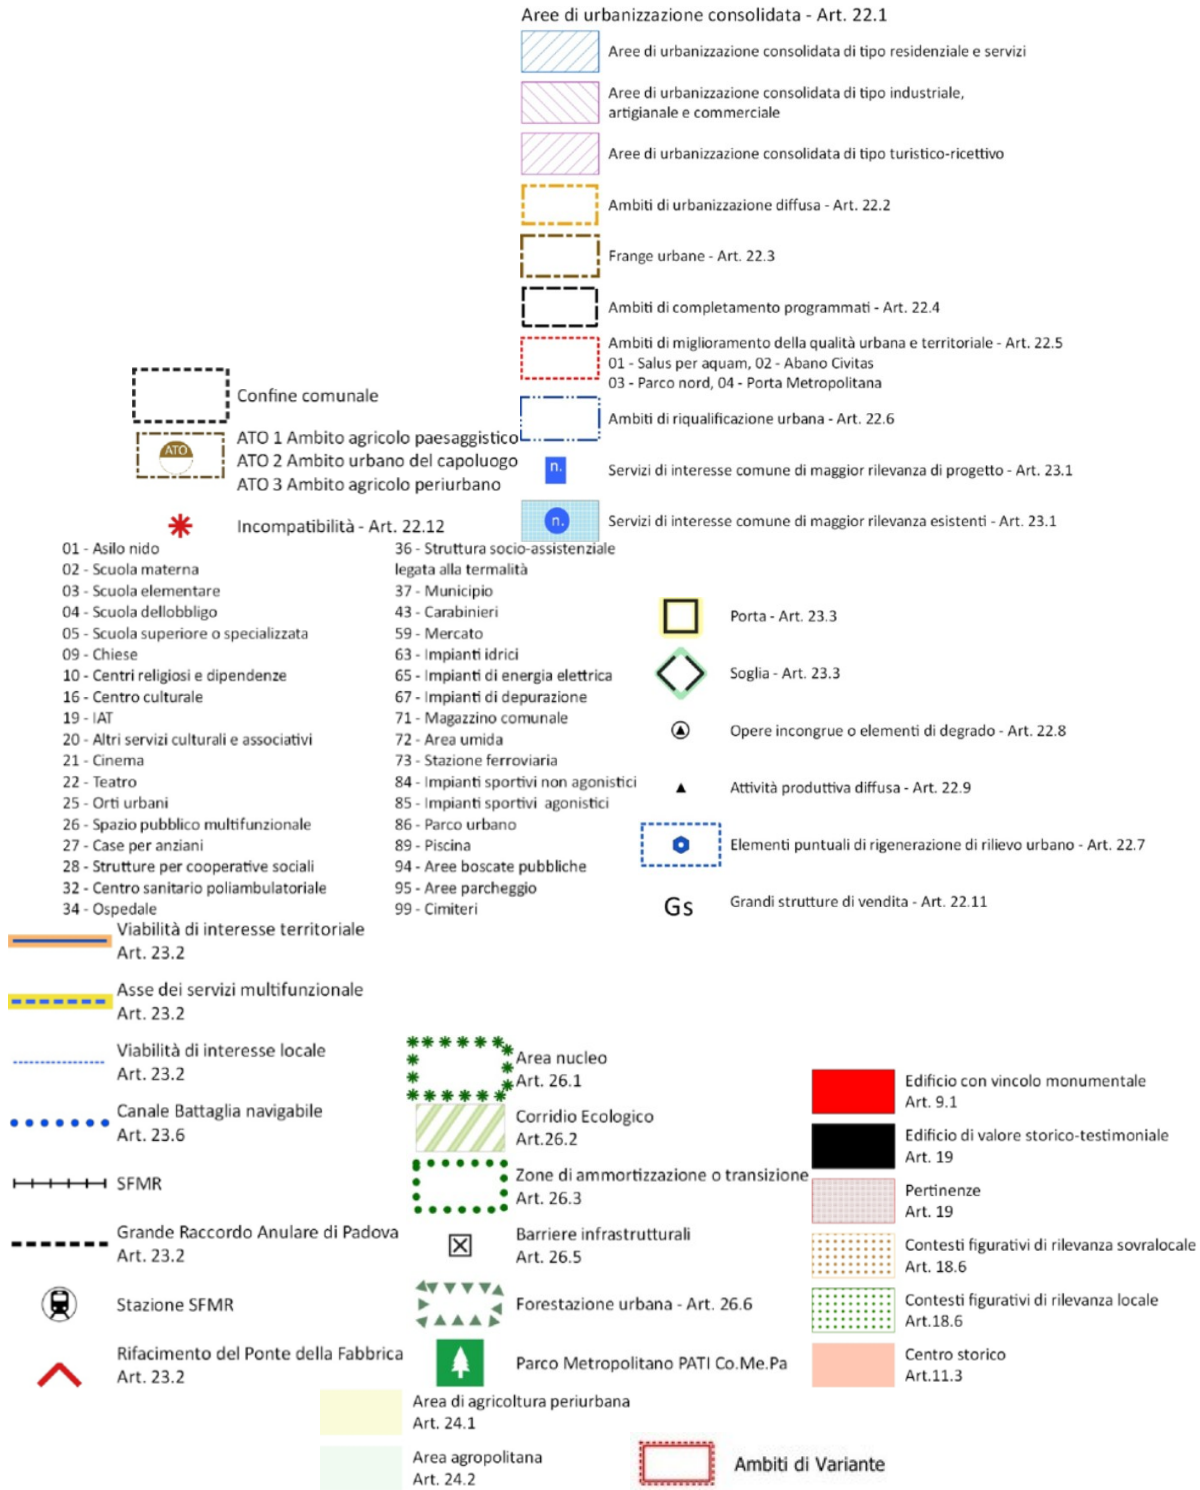 Aree di urbanizzazione consolidata - Art. 22.1
Aree di urbanizzazione consolidata di tipo residenziale e servizi
Aree di urbanizzazione consolidata di tipo industriale,
artigianale e commerciale
Aree di urbanizzazione consolidata di tipo turistico-ricettivo
Ambiti di urbanizzazione diffusa - Art. 22.2
Frange urbane - Art. 22.3
Ambiti di completamento programmati - Art. 22.4
Ambiti di miglioramento della qualità urbana e territoriale - Art. 22.5
01 - Salus per aquam, 02 - Abano Civitas
03 - Parco nord, 04 - Porta Metropolitana
Ambiti di riqualificazione urbana - Art. 22.6
n.
Servizi di interesse comune di maggior rilevanza di progetto - Art. 23.1
n.
Servizi di interesse comune di maggior rilevanza esistenti - Art. 23.1
Confine comunale
ATO
ATO 1 Ambito agricolo paesaggistico
ATO 2 Ambito urbano del capoluogo
ATO 3 Ambito agricolo periurbano
Incompatibilità - Art. 22.12
01 - Asilo nido
02 - Scuola materna
03 - Scuola elementare
04 - Scuola dellobbligo
05 - Scuola superiore o specializzata
09 - Chiese
10 - Centri religiosi e dipendenze
16 - Centro culturale
19 - IAT
20 - Altri servizi culturali e associativi
21 - Cinema
22 - Teatro
25 - Orti urbani
26 - Spazio pubblico multifunzionale
27 - Case per anziani
28 - Strutture per cooperative sociali
32 - Centro sanitario poliambulatoriale
34 - Ospedale
36 - Struttura socio-assistenziale
legata alla termalità
37 - Municipio
43 - Carabinieri
59 - Mercato
63 - Impianti idrici
65 - Impianti di energia elettrica
67 - Impianti di depurazione
71 - Magazzino comunale
72 - Area umida
73 - Stazione ferroviaria
84 - Impianti sportivi non agonistici
85 - Impianti sportivi agonistici
86 - Parco urbano
89 - Piscina
94 - Aree boscate pubbliche
95 - Aree parcheggio
99 - Cimiteri
Porta - Art. 23.3
Soglia - Art. 23.3
Opere incongrue o elementi di degrado - Art. 22.8
Attività produttiva diffusa - Art. 22.9
Elementi puntuali di rigenerazione di rilievo urbano - Art. 22.7
Gs
Grandi strutture di vendita - Art. 22.11
Viabilità di interesse territoriale
Art. 23.2
Asse dei servizi multifunzionale
Art. 23.2
Viabilità di interesse locale
Art. 23.2
Canale Battaglia navigabile
Art. 23.6
SFMR
Grande Raccordo Anulare di Padova
Art. 23.2
Stazione SFMR
Rifacimento del Ponte della Fabbrica
Art. 23.2
Area nucleo
Art. 26.1
Corridio Ecologico
Art.26.2
Zone di ammortizzazione o transizione
Art. 26.3
Barriere infrastrutturali
Art. 26.5
Forestazione urbana - Art. 26.6
Parco Metropolitano PATI Co.Me.Pa
Edificio con vincolo monumentale
Art. 9.1
Edificio di valore storico-testimoniale
Art. 19
Pertinenze
Art. 19
Contesti figurativi di rilevanza sovralocale
Art. 18.6
Contesti figurativi di rilevanza locale
Art.18.6
Centro storico
Art.11.3
Area di agricoltura periurbana
Art. 24.1
Area agropolitana
Art. 24.2
Ambiti di Variante